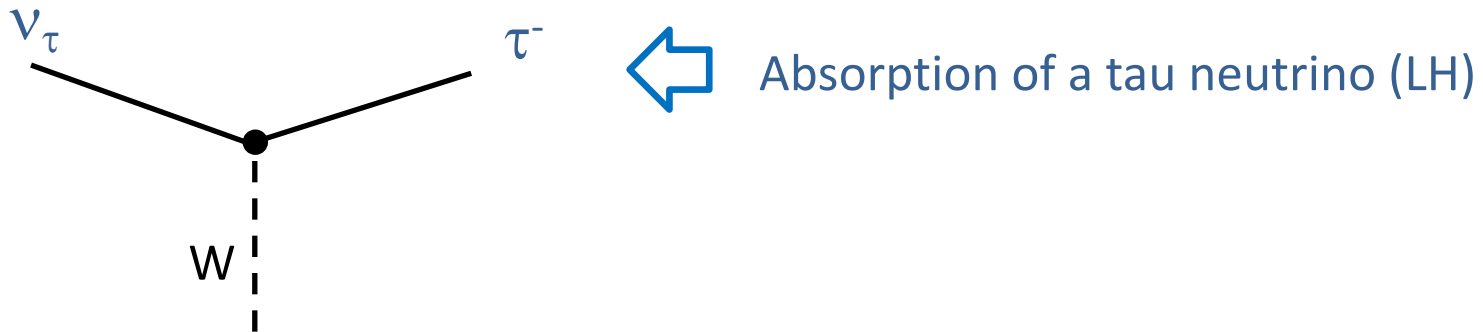 ντ
τ-
Absorption of a tau neutrino (LH)
W